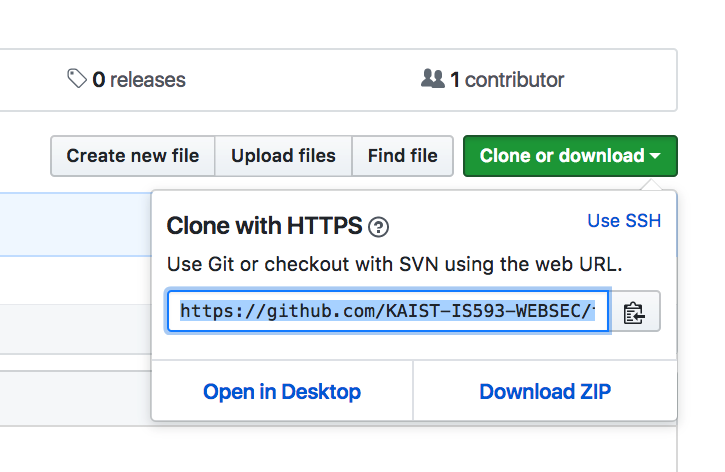 0 releases
1 contributor
Create new file
Upload files
Find file
Clone or download
Clone with HTTPS
Use SSH
Use Git or checkout with SVN using the web URL.
https://github.com/KAIST-IS593-WEBSEC/
Open in Desktop
Download ZIP